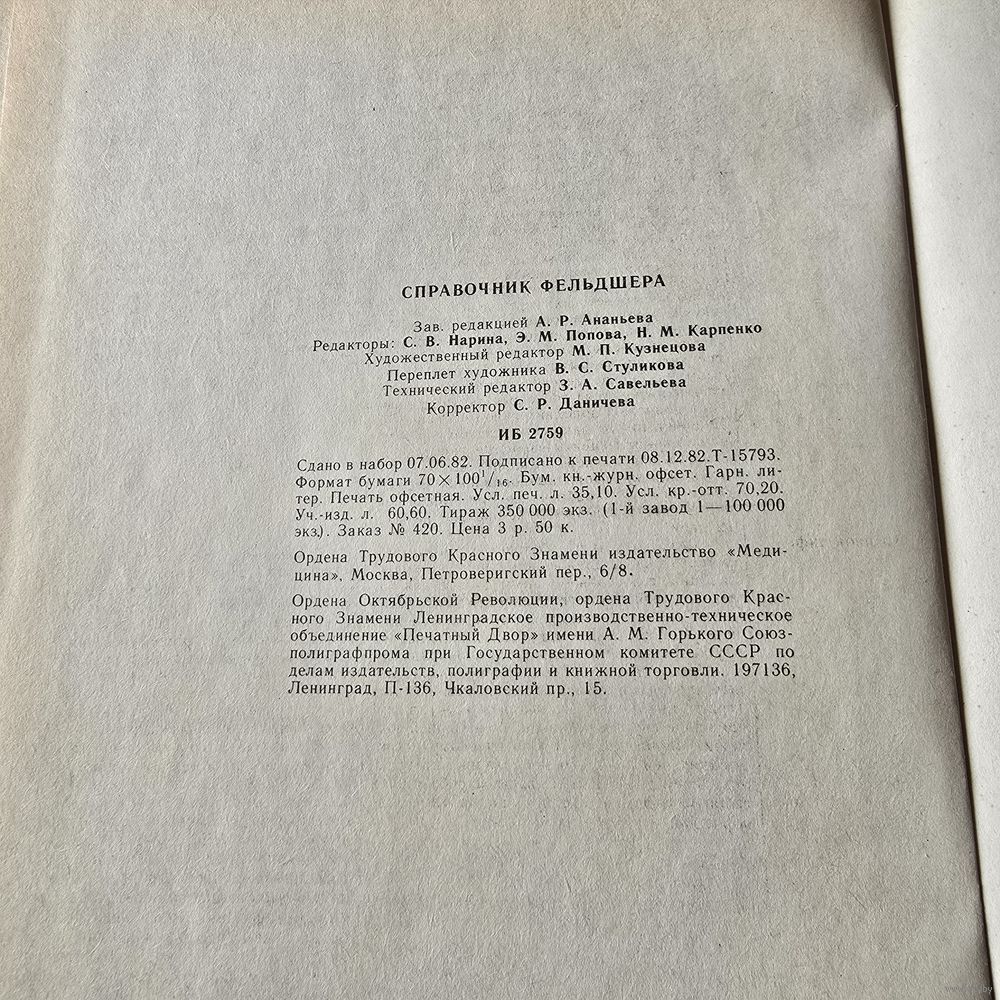 СПРАВОЧНИК ФЕЛЬДШЕРА
Зав. редакцией А. Р. Ананьева
Редакторы: С. В. Нарина, Э. М. Попова, Н. М. Карпенко
Художественный редактор М. П. Кузнецова
Переплет художника В. С. Стуликова
Технический редактор З. А. Савельева
Корректор С. Р. Даничева
ИБ 2759
Сдано в набор 07.06.82. Подписано к печати 08.12.82. Т-15793.
Формат бумаги 70×100¹/₁₆. Бум. кн.-журн. офсет. Гарн. ли-
тер. Печать офсетная. Усл. печ. л. 35,10. Усл. кр.-отт. 70,20.
Уч.-изд. л. 60,60. Тираж 350 000 экз. (1-й завод 1—100 000
экз.). Заказ № 420. Цена 3 р. 50 к.
Ордена Трудового Красного Знамени издательство «Меди-
цина», Москва, Петроверигский пер., 6/8.
Ордена Октябрьской Революции, ордена Трудового Крас-
ного Знамени Ленинградское производственно-техническое
объединение «Печатный Двор» имени А. М. Горького Союз-
полиграфпрома при Государственном комитете СССР по
делам издательств, полиграфии и книжной торговли. 197136,
Ленинград, П-136, Чкаловский пр., 15.